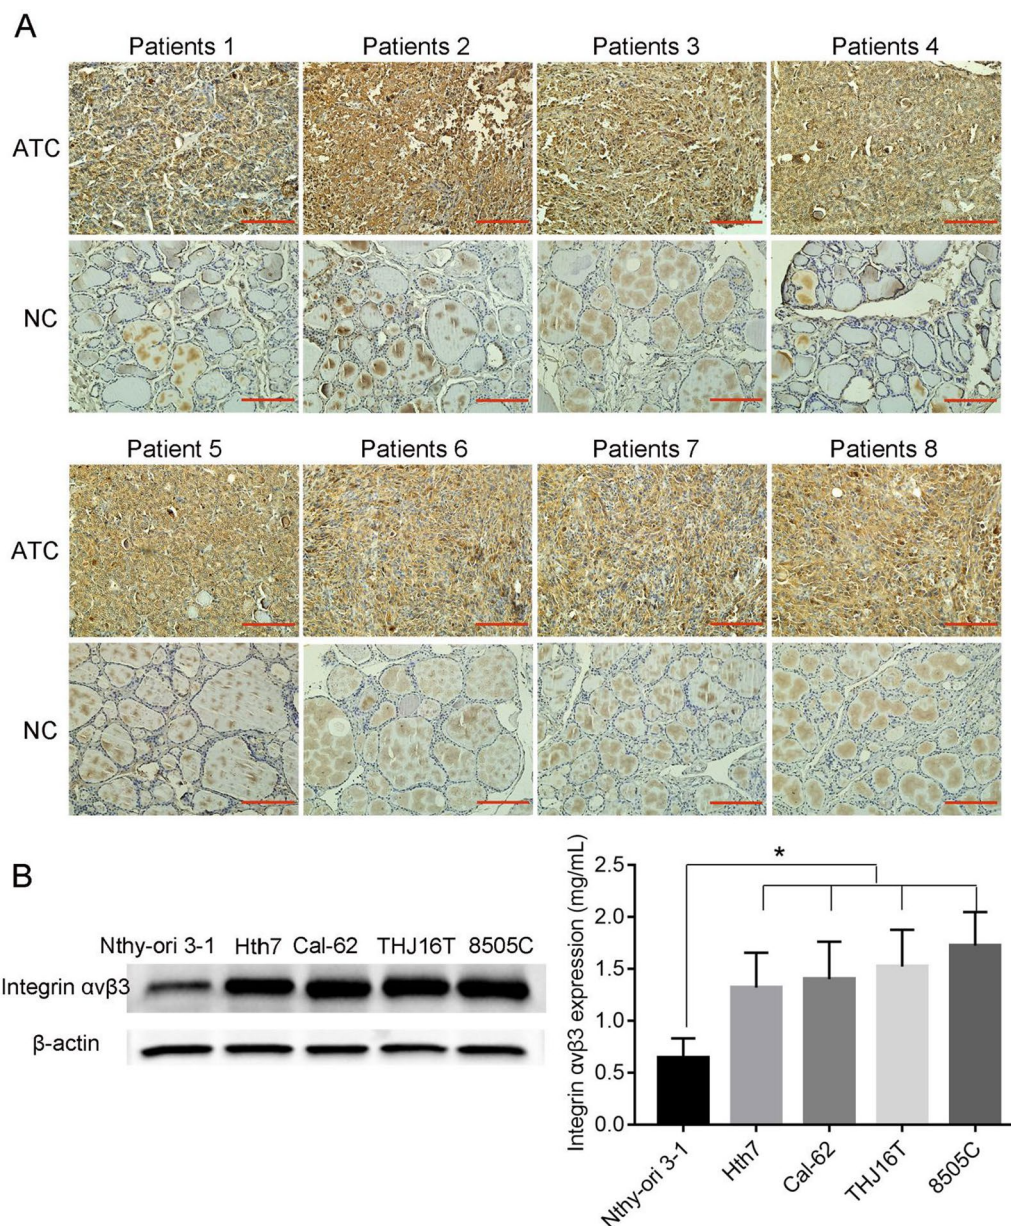 A
Patients 1 Patients 2 Patients 3 Patients 4
ATC
NC
Patient 5 Patients 6 Patients 7 Patients 8
ATC
NC
B
Nthy-ori 3-1 Hth7 Cal-62 THJ16T 8505C
Integrin αvβ3
β-actin
Integrin αvβ3 expression (mg/mL)
2.5
2.0
1.5
1.0
0.5
0.0
*
Nthy-ori 3-1
Hth7
Cal-62
THJ16T
8505C